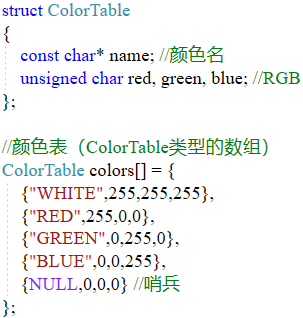 struct ColorTable
{
    const char* name; //颜色名
    unsigned char red, green, blue; //RGB
};

//颜色表（ColorTable类型的数组）
ColorTable colors[] = {
    {"WHITE",255,255,255},
    {"RED",255,0,0},
    {"GREEN",0,255,0},
    {"BLUE",0,0,255},
    {NULL,0,0,0} //哨兵
};